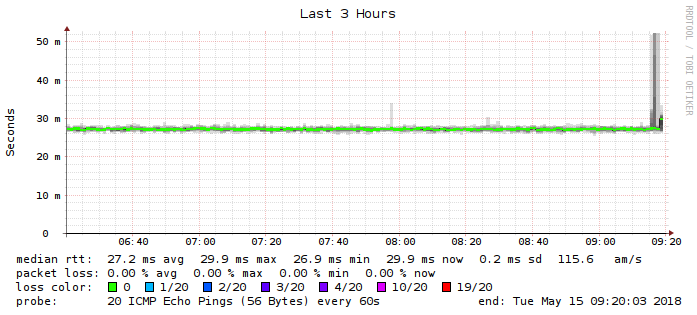 Last 3 Hours
RRDTOOL / TOBI OETIKER
Seconds
50 m
40 m
30 m
20 m
10 m
0
06:40 07:00 07:20 07:40 08:00 08:20 08:40 09:00 09:20
median rtt: 27.2 ms avg 29.9 ms max 26.9 ms min 29.9 ms now 0.2 ms sd 115.6 am/s
packet loss: 0.00 % avg 0.00 % max 0.00 % min 0.00 % now
loss color: 0 1/20 2/20 3/20 4/20 10/20 19/20
probe: 20 ICMP Echo Pings (56 Bytes) every 60s end: Tue May 15 09:20:03 2018